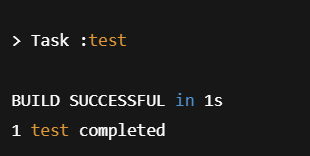 > Task :test
BUILD SUCCESSFUL in 1s
1 test completed